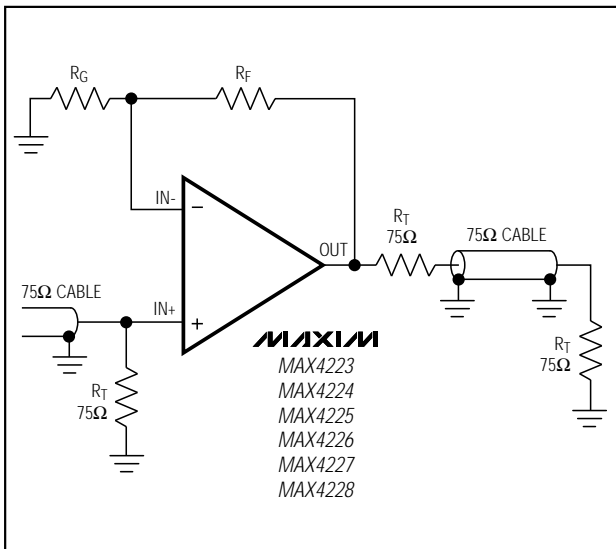 RG
RF
IN-
−
RT
75Ω
75Ω CABLE
OUT
75Ω CABLE
IN+
+
MAXIM
RT
75Ω
MAX4223
RT
75Ω
MAX4224
MAX4225
MAX4226
MAX4227
MAX4228